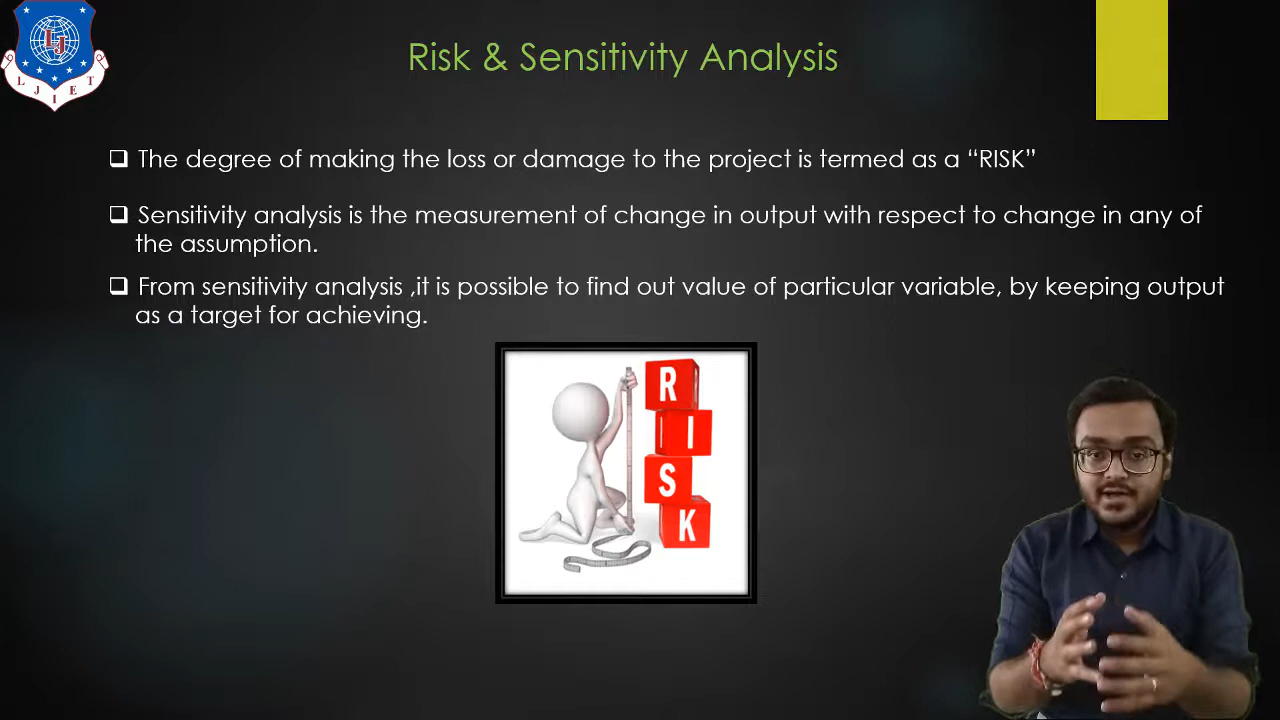 LJ
L J I E T
Risk & Sensitivity Analysis
The degree of making the loss or damage to the project is termed as a “RISK”
Sensitivity analysis is the measurement of change in output with respect to change in any of
the assumption.
From sensitivity analysis ,it is possible to find out value of particular variable, by keeping output
as a target for achieving.
R
I
S
K